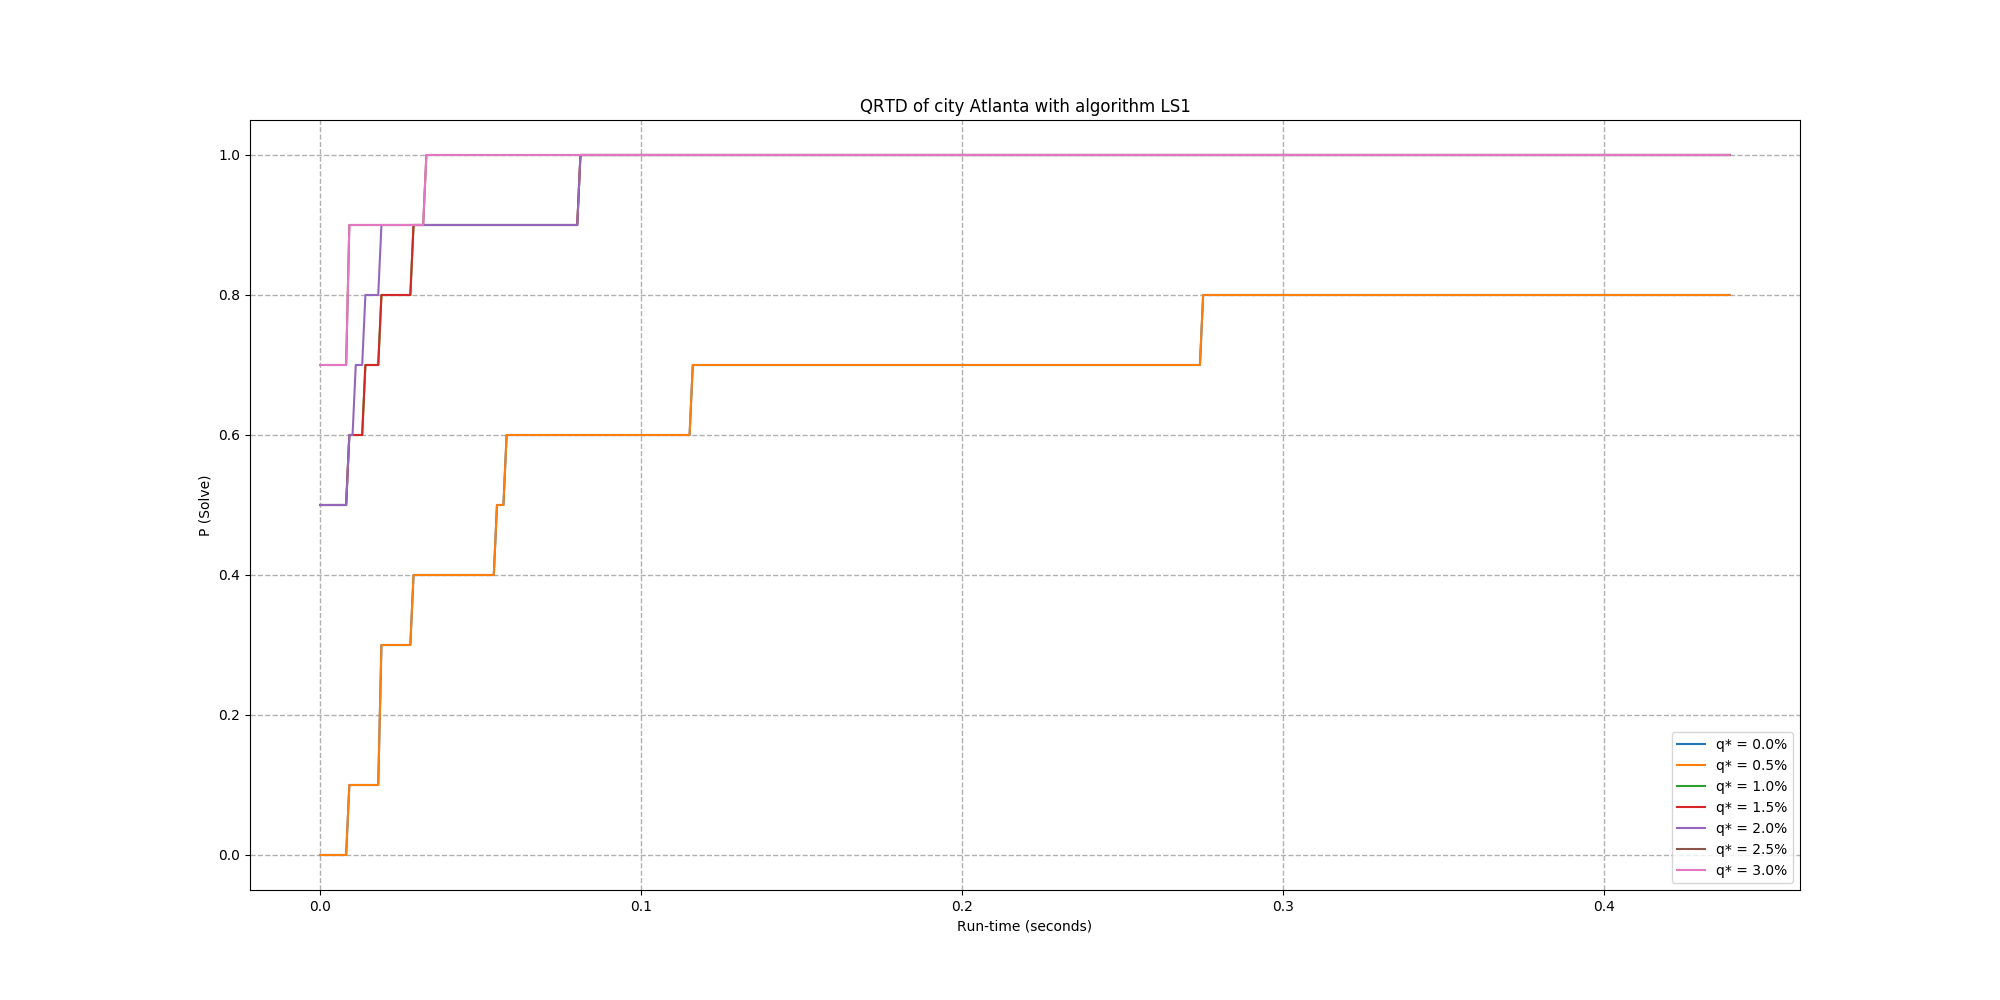 QRTD of city Atlanta with algorithm LS1
1.0
0.8
0.6
0.4
0.2
0.0
P (Solve)
0.0 0.1 0.2 0.3 0.4
Run-time (seconds)
q* = 0.0%
q* = 0.5%
q* = 1.0%
q* = 1.5%
q* = 2.0%
q* = 2.5%
q* = 3.0%